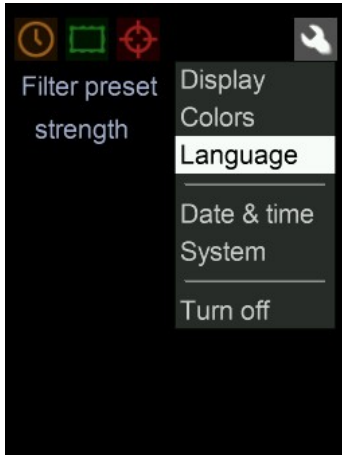 Filter preset
strength
Display
Colors
Language
Date & time
System
Turn off